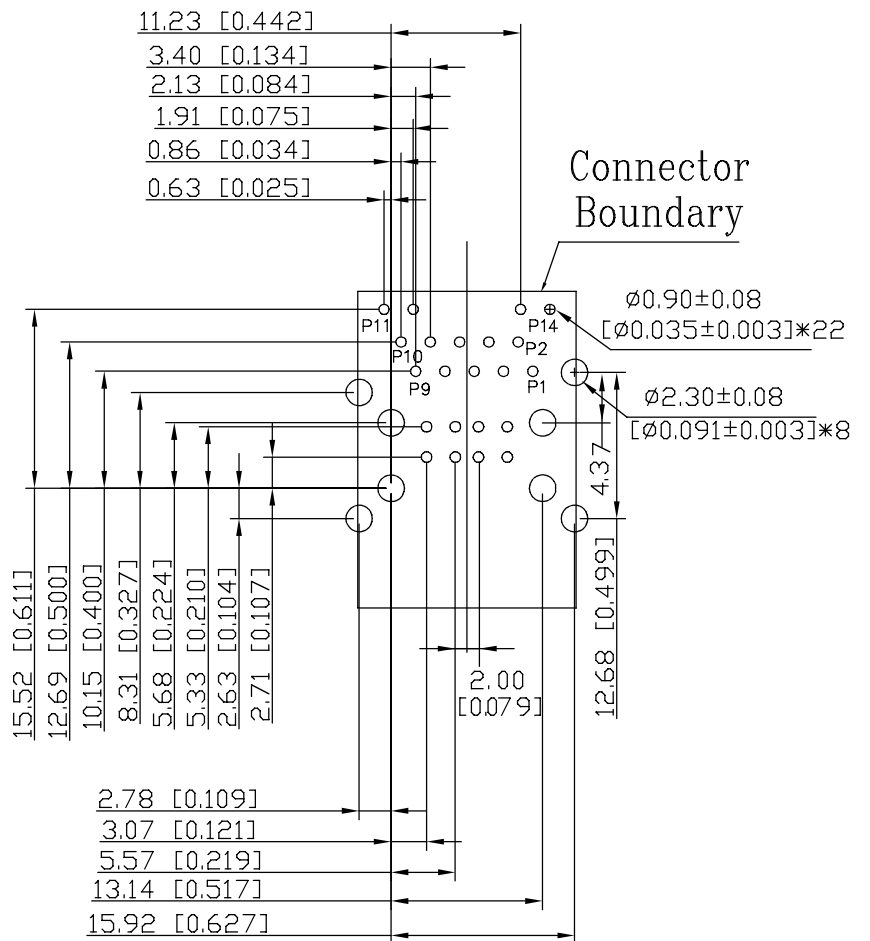 11.23 [0.442]
3.40 [0.134]
2.13 [0.084]
1.91 [0.075]
0.86 [0.034]
0.63 [0.025]
Connector
Boundary
Ø0.90±0.08
[Ø0.035±0.003]*22
P11
P14
P10
P2
P9
P1
Ø2.30±0.08
[Ø0.091±0.003]*8
4.37
12.68 [0.499]
15.52 [0.611]
12.69 [0.500]
10.15 [0.400]
8.31 [0.327]
5.68 [0.224]
5.33 [0.210]
2.63 [0.104]
2.71 [0.107]
2.00
[0.079]
2.78 [0.109]
3.07 [0.121]
5.57 [0.219]
13.14 [0.517]
15.92 [0.627]